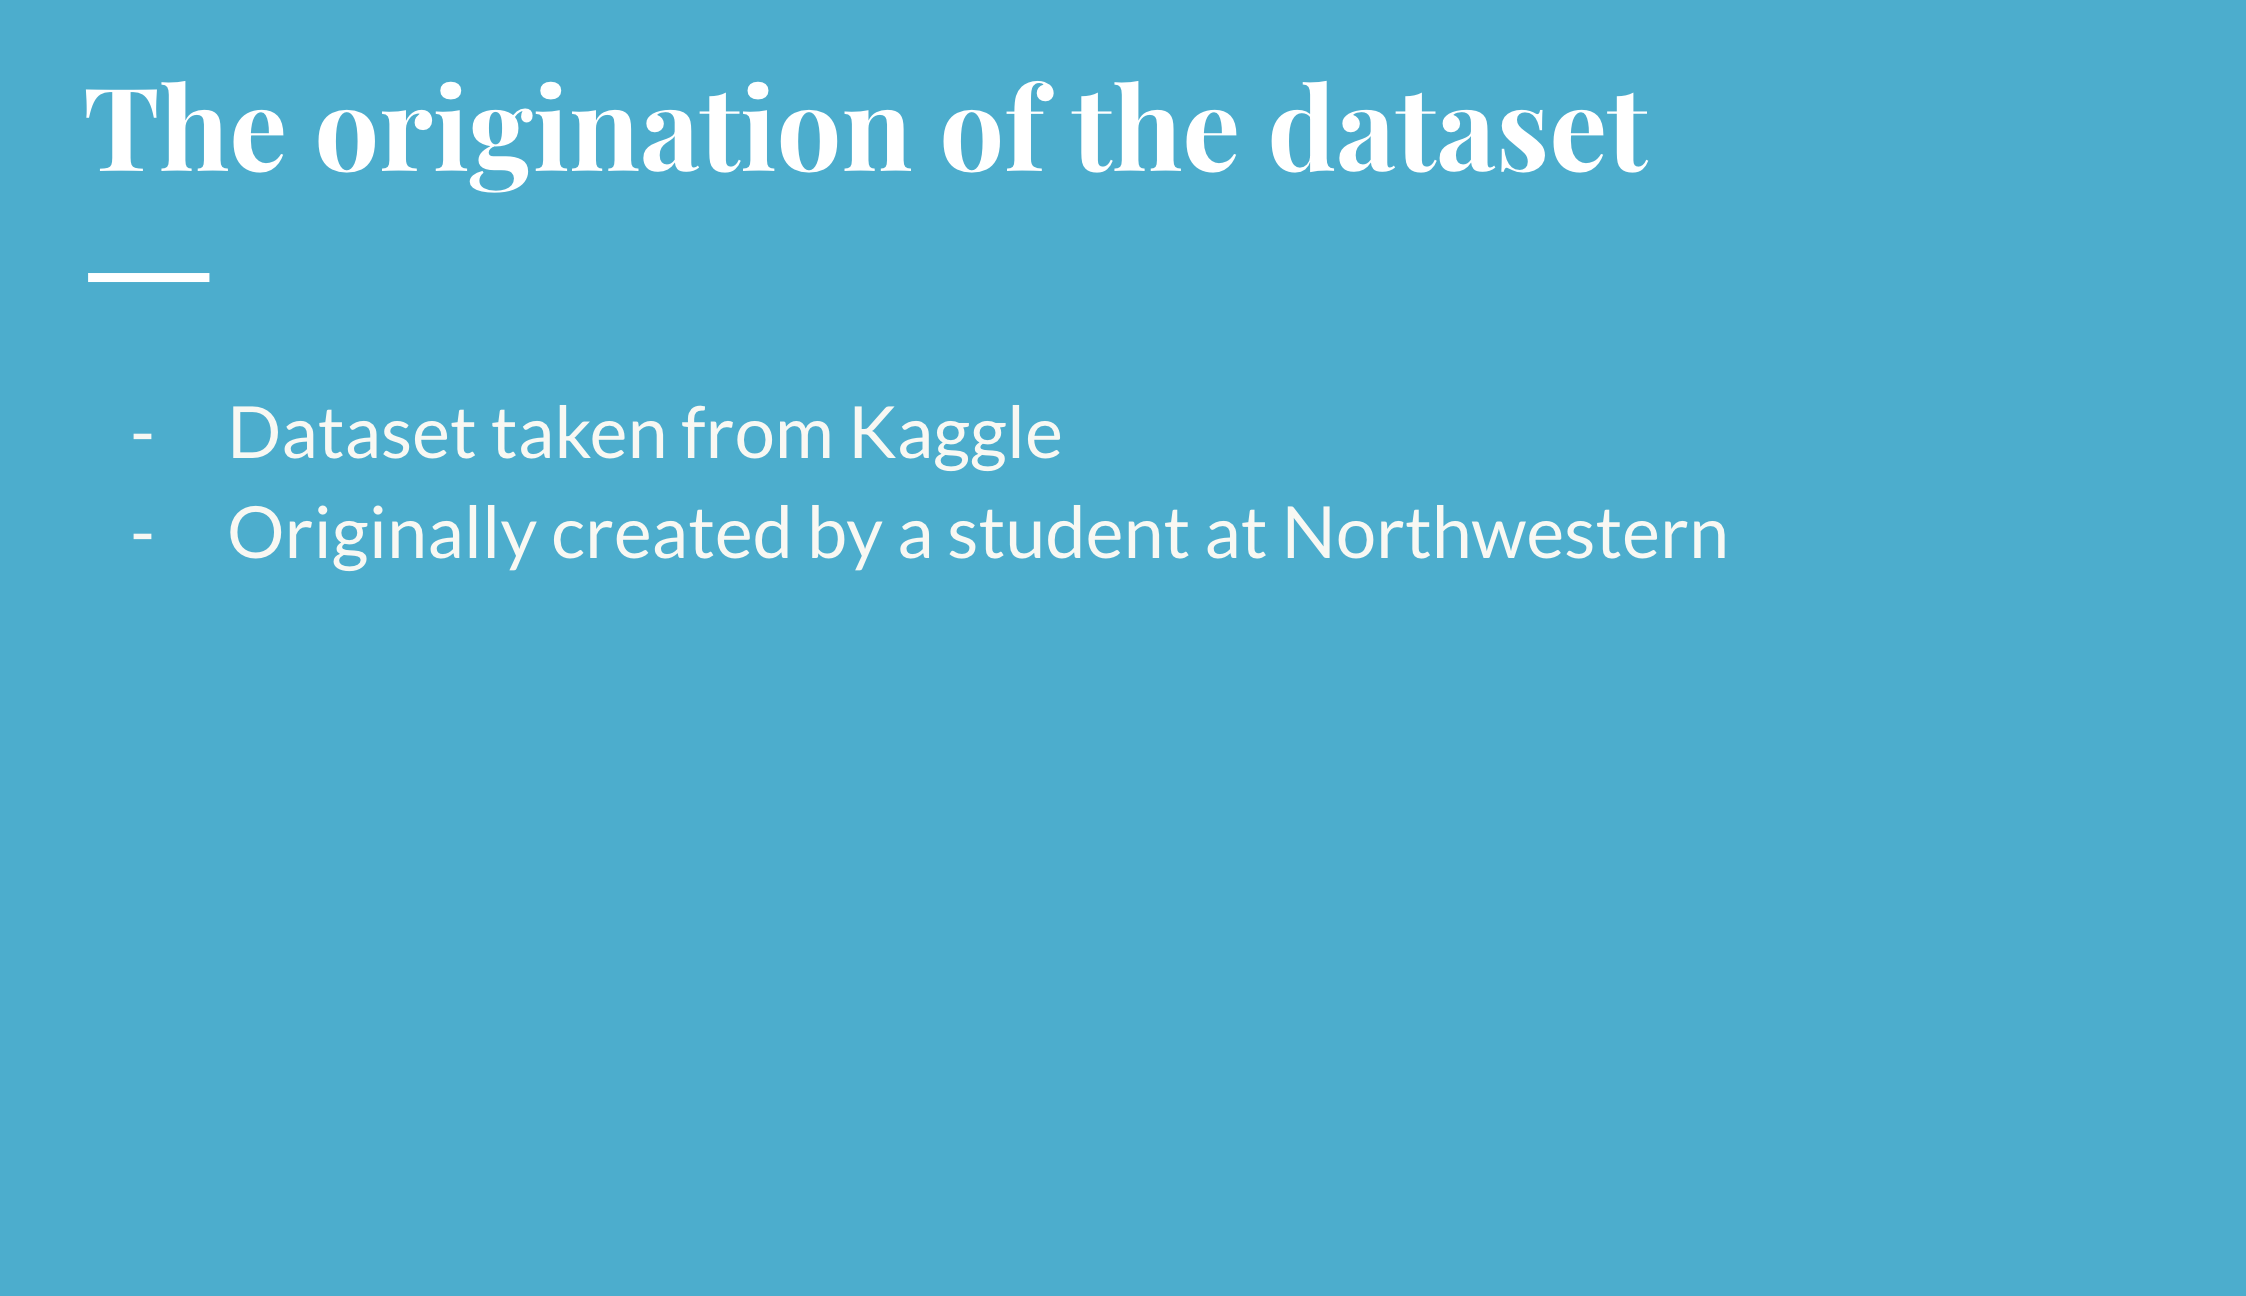 The origination of the dataset
- Dataset taken from Kaggle
- Originally created by a student at Northwestern